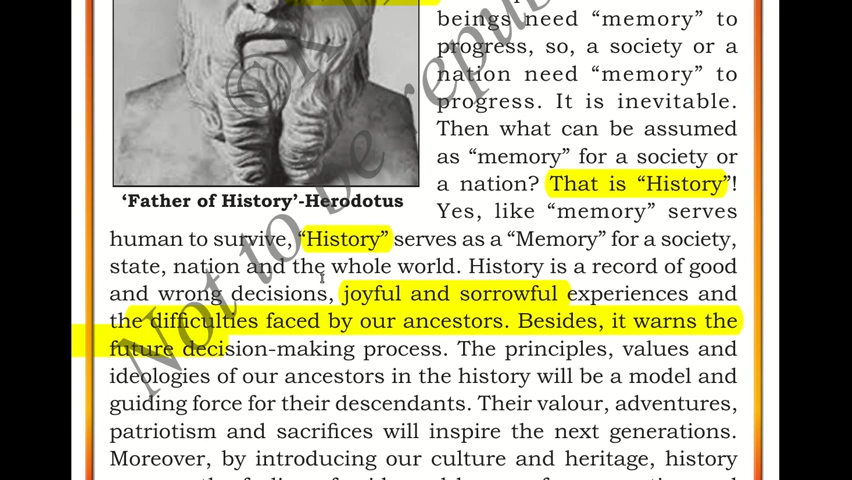 beings need “memory” to
progress, so, a society or a
nation need “memory” to
progress. It is inevitable.
Then what can be assumed
as “memory” for a society or
a nation? That is “History”!
‘Father of History’-Herodotus
Yes, like “memory” serves
human to survive, “History” serves as a “Memory” for a society,
state, nation and the whole world. History is a record of good
and wrong decisions, joyful and sorrowful experiences and
the difficulties faced by our ancestors. Besides, it warns the
future decision-making process. The principles, values and
ideologies of our ancestors in the history will be a model and
guiding force for their descendants. Their valour, adventures,
patriotism and sacrifices will inspire the next generations.
Moreover, by introducing our culture and heritage, history
Not to be